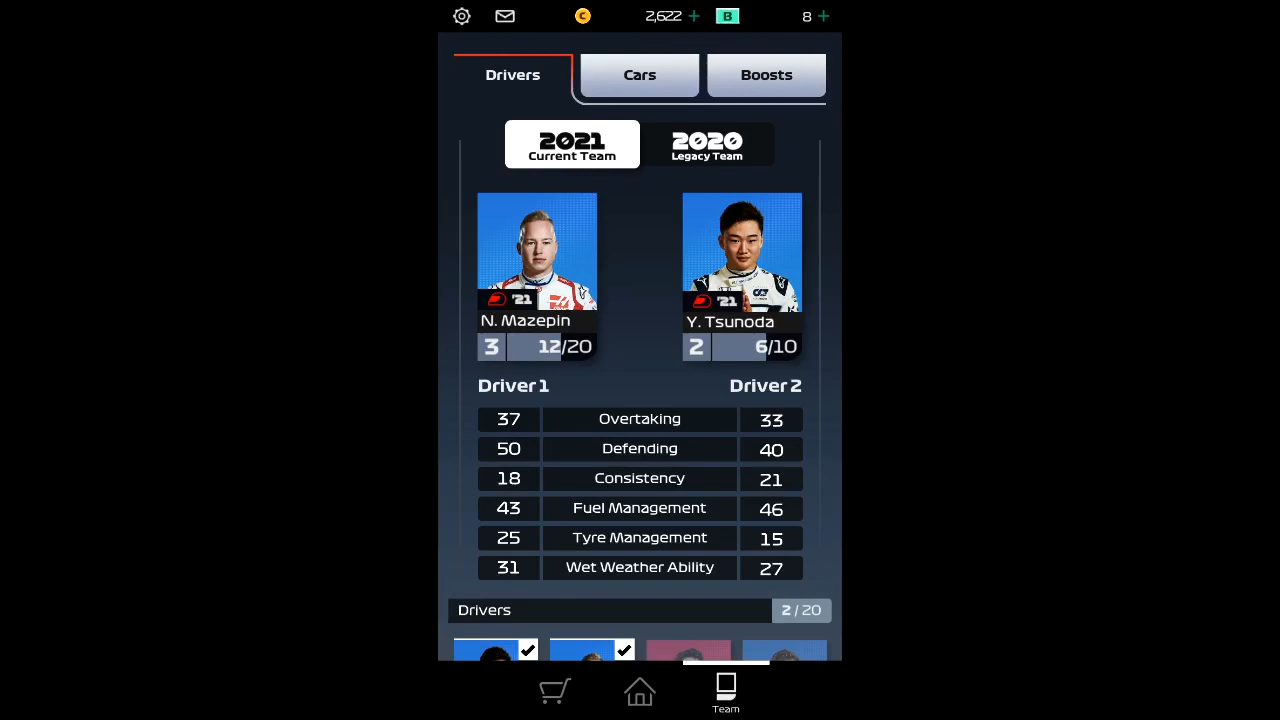 C 2,622 + B 8 +
Drivers Cars Boosts
2021 2020
Current Team Legacy Team
'21 '21
N. Mazepin Y. Tsunoda
3 12/20 2 6/10
Driver 1 Driver 2
37 Overtaking 33
50 Defending 40
18 Consistency 21
43 Fuel Management 46
25 Tyre Management 15
31 Wet Weather Ability 27
Drivers 2 / 20
Team